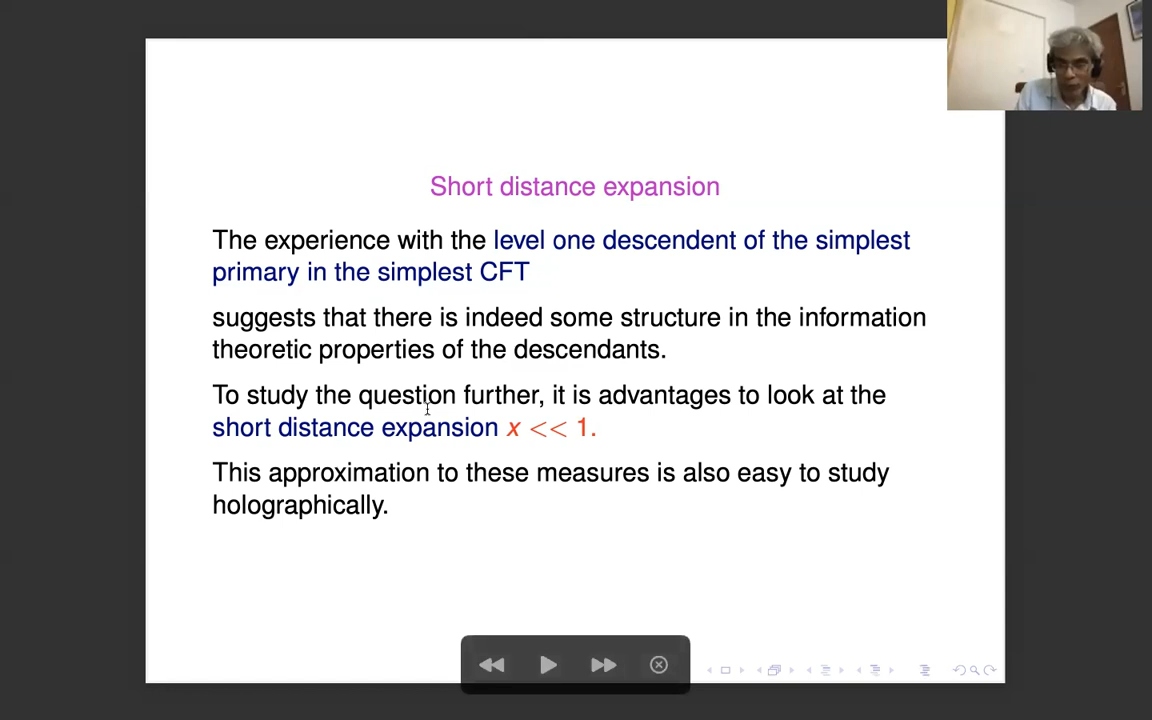 Short distance expansion
The experience with the level one descendent of the simplest
primary in the simplest CFT
suggests that there is indeed some structure in the information
theoretic properties of the descendants.
To study the question further, it is advantages to look at the
short distance expansion x << 1.
This approximation to these measures is also easy to study
holographically.